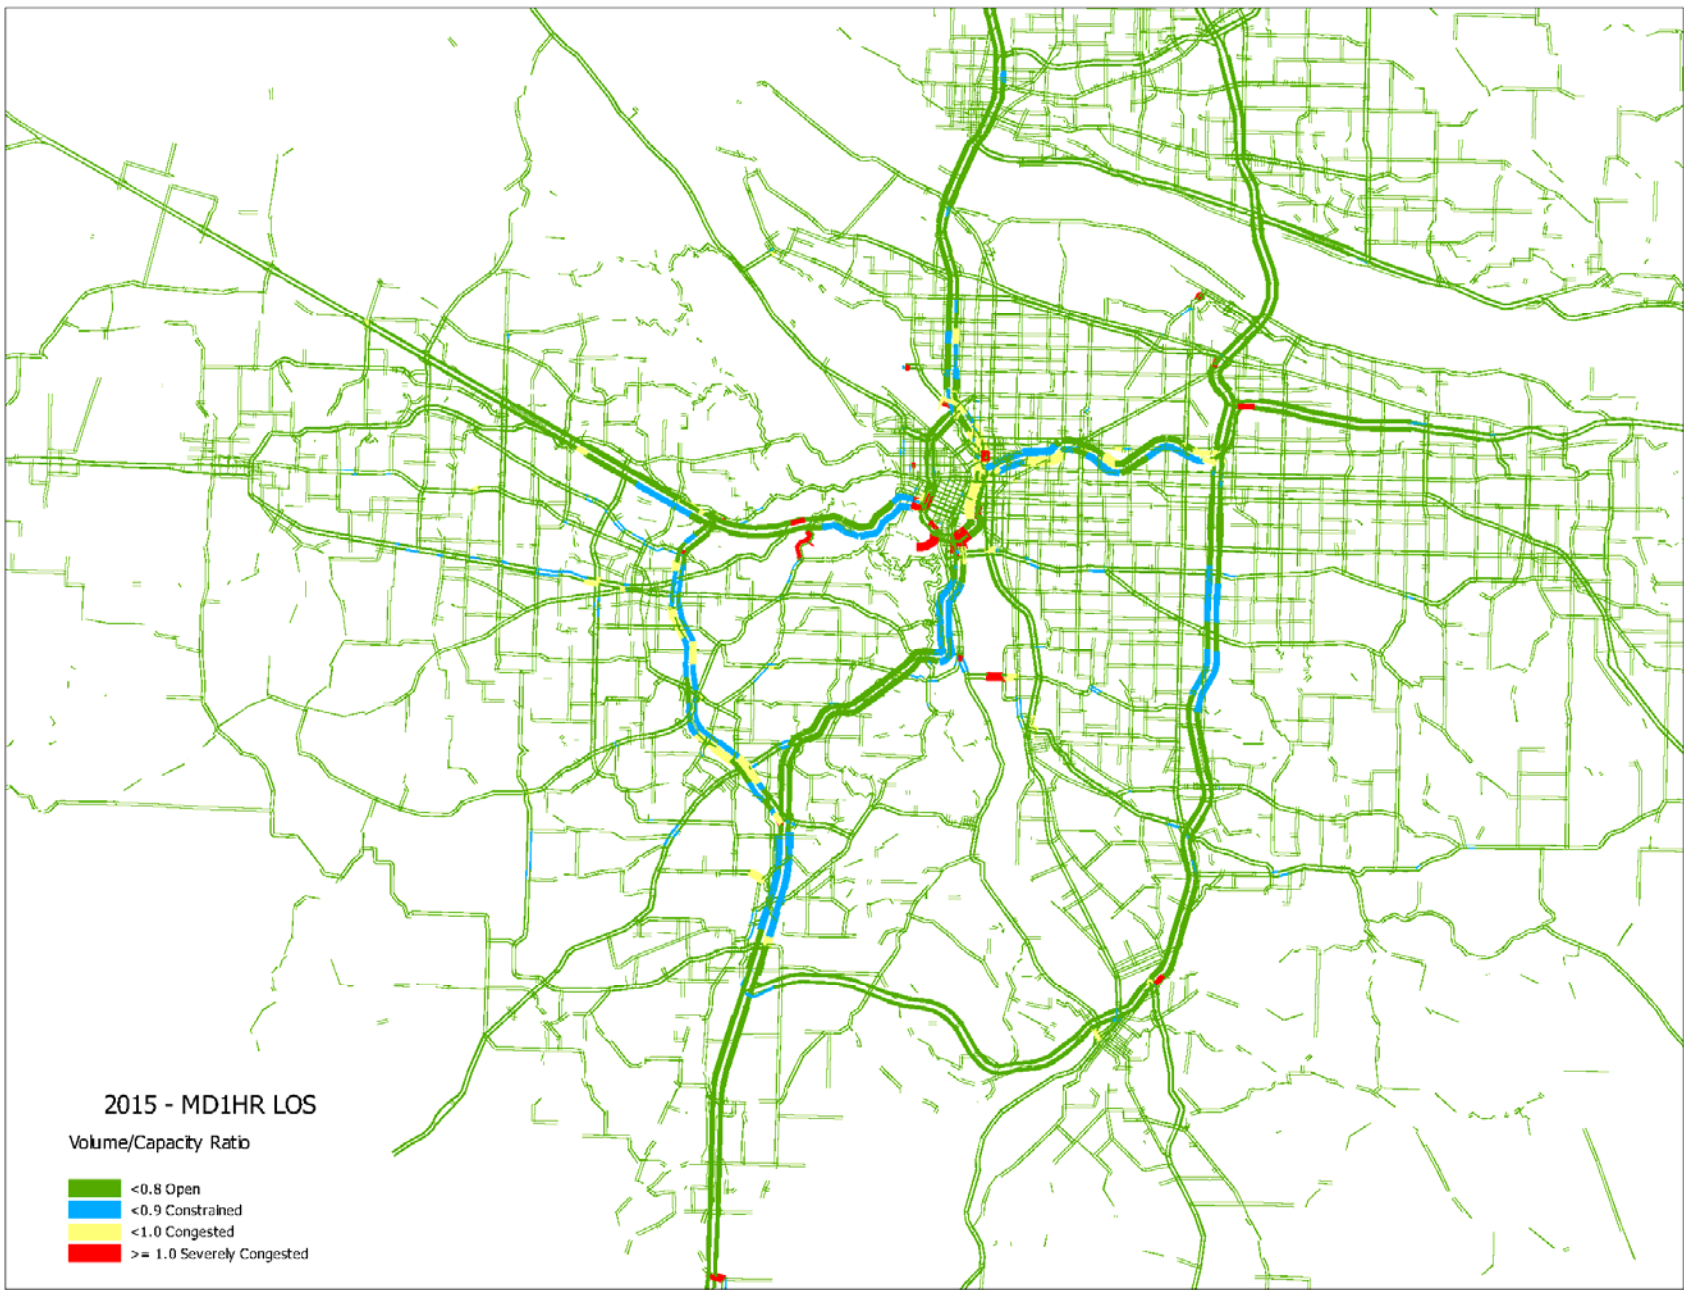 2015 - MD1HR LOS
Volume/Capacity Ratio
<0.8 Open
<0.9 Constrained
<1.0 Congested
>= 1.0 Severely Congested